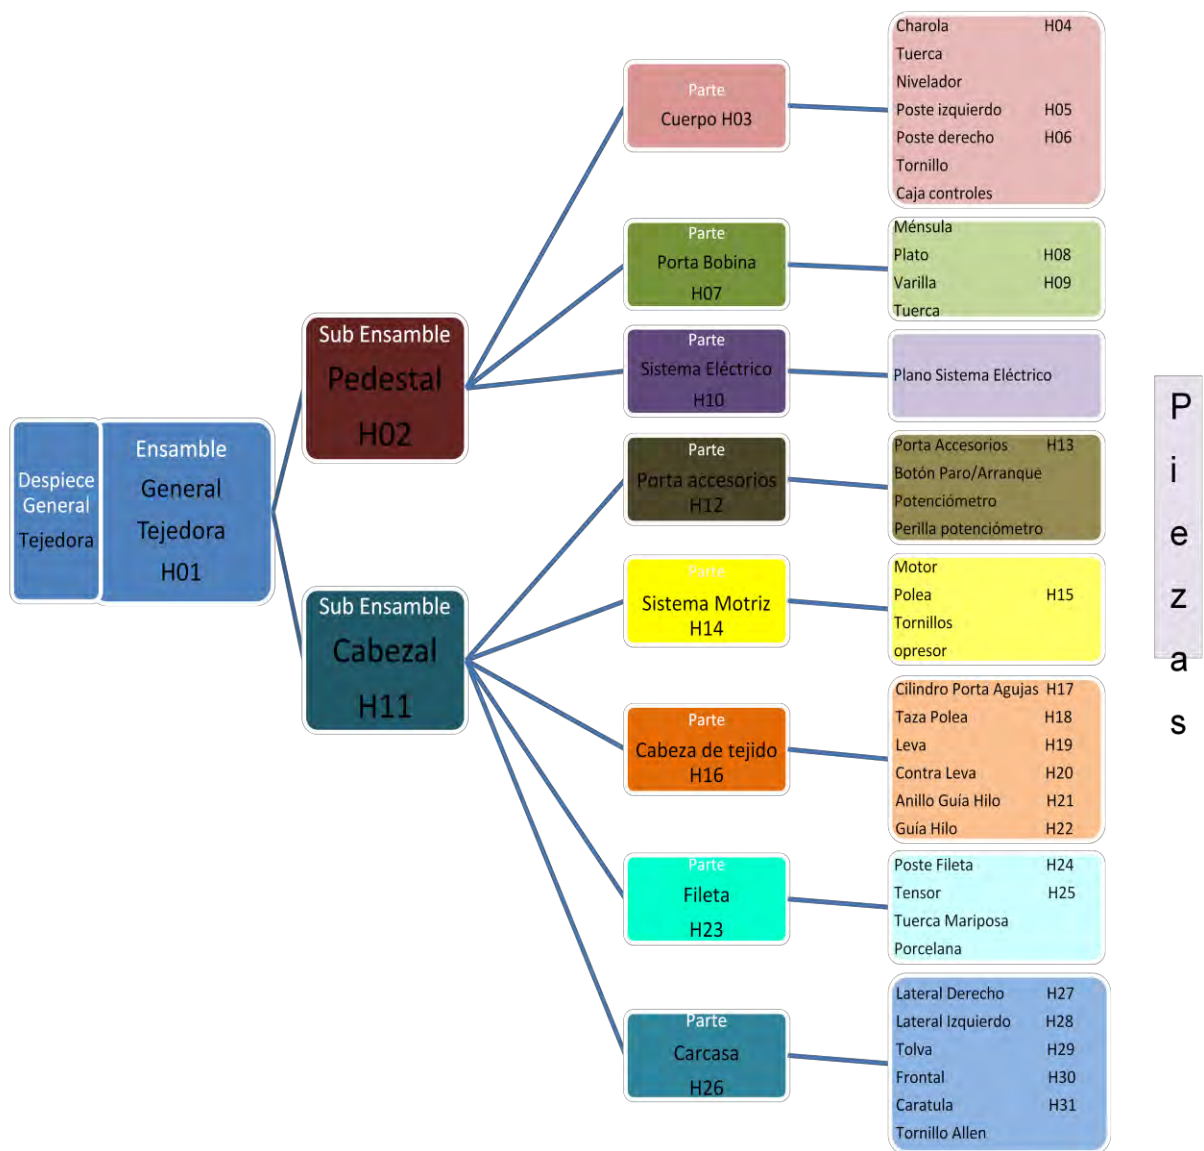 Despiece
General
Tejedora
Ensamble
General
Tejedora
H01
Sub Ensamble
Pedestal
H02
Sub Ensamble
Cabezal
H11
Parte
Cuerpo H03
Parte
Porta Bobina
H07
Parte
Sistema Eléctrico
H10
Parte
Porta accesorios
H12
Parte
Sistema Motriz
H14
Parte
Cabeza de tejido
H16
Parte
Fileta
H23
Parte
Carcasa
H26
Charola H04
Tuerca
Nivelador
Poste izquierdo H05
Poste derecho H06
Tornillo
Caja controles
Ménsula
Plato H08
Varilla H09
Tuerca
Plano Sistema Eléctrico
Porta Accesorios H13
Botón Paro/Arranque
Potenciómetro
Perilla potenciómetro
Motor
Polea H15
Tornillos
opresor
Cilindro Porta Agujas H17
Taza Polea H18
Leva H19
Contra Leva H20
Anillo Guía Hilo H21
Guía Hilo H22
Poste Fileta H24
Tensor H25
Tuerca Mariposa
Porcelana
Lateral Derecho H27
Lateral Izquierdo H28
Tolva H29
Frontal H30
Caratula H31
Tornillo Allen
P
i
e
z
a
s